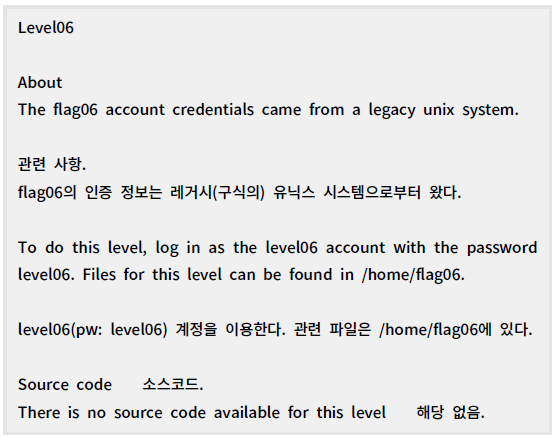 Level06
About
The flag06 account credentials came from a legacy unix system.
관련 사항.
flag06의 인증 정보는 레거시(구식의) 유닉스 시스템으로부터 왔다.
To do this level, log in as the level06 account with the password
level06. Files for this level can be found in /home/flag06.
level06(pw: level06) 계정을 이용한다. 관련 파일은 /home/flag06에 있다.
Source code 소스코드.
There is no source code available for this level 해당 없음.